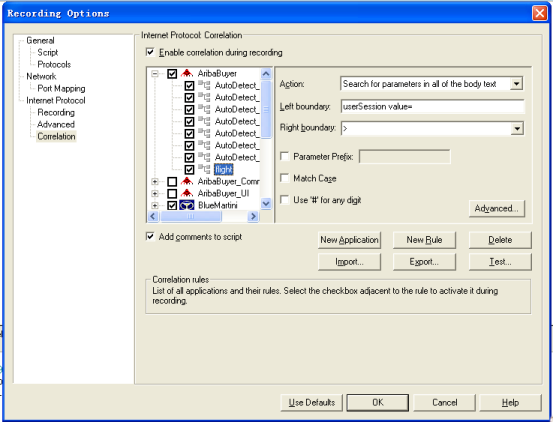 Recording Options
General
Script
Protocols
Network
Port Mapping
Internet Protocol
Recording
Advanced
Correlation
Internet Protocol: Correlation
Enable correlation during recording
AribaBuyer
AutoDetect_
AutoDetect_
AutoDetect_
AutoDetect_
AutoDetect_
flight
AribaBuyer_Comr
AribaBuyer_UI
BlueMartini
Action:
Search for parameters in all of the body text
Left boundary:
userSession value=
Right boundary:
>
Parameter Prefix:
Match Case
Use '#' for any digit
Advanced...
Add comments to script
New Application
New Rule
Delete
Import...
Export...
Test...
Correlation rules
List of all applications and their rules. Select the checkbox adjacent to the rule to activate it during
recording.
Use Defaults
OK
Cancel
Help